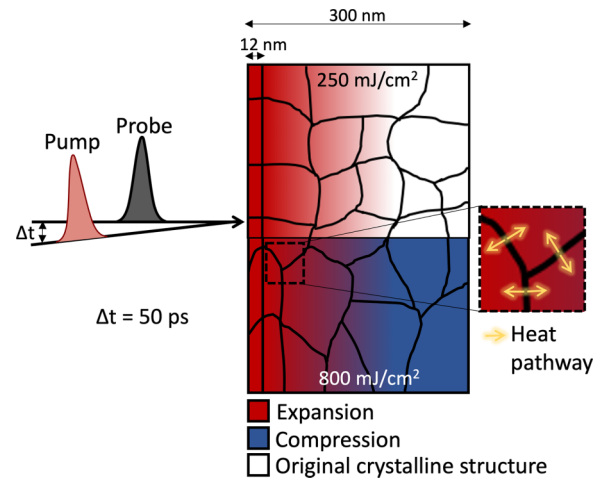 300 nm
12 nm
250 mJ/cm²
Probe
Pump
Δt
Δt = 50 ps
Heat
pathway
800 mJ/cm²
Expansion
Compression
Original crystalline structure